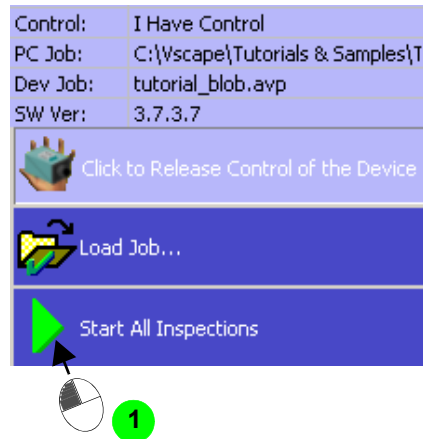 Control: I Have Control
PC Job: C:\Vscape\Tutorials & Samples\T
Dev Job: tutorial_blob.avp
SW Ver: 3.7.3.7
Click to Release Control of the Device
Load Job...
Start All Inspections
1